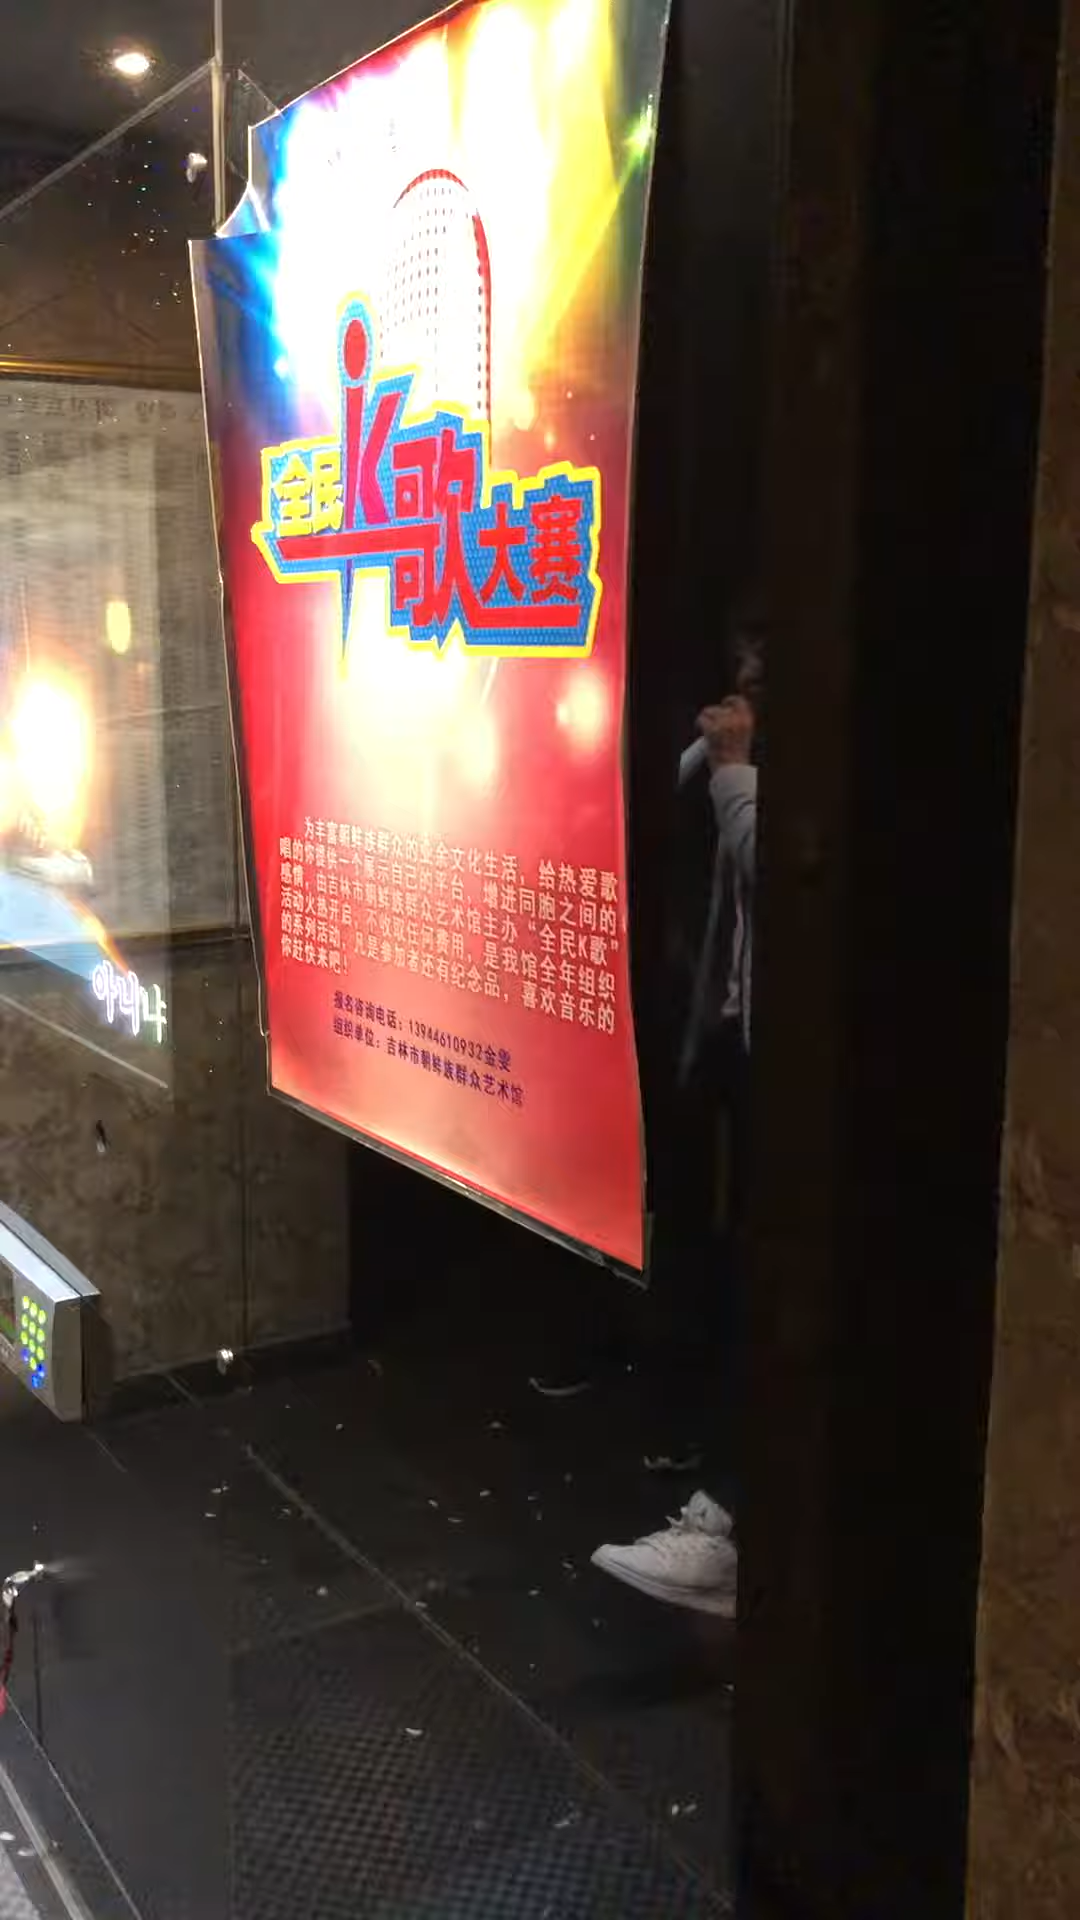 全民K歌大赛
为丰富朝鲜族群众的业余文化生活，给热爱歌
唱的你提供一个展示自己的平台，增进同胞之间的
感情，由吉林市朝鲜族群众艺术馆主办“全民K歌”
活动火热开启，不收取任何费用，是我馆全年组织
的系列活动，凡是参加者还有纪念品，喜欢音乐的
你赶快来吧！
报名咨询电话：13944610932金雯
组织单位：吉林市朝鲜族群众艺术馆
아니냐